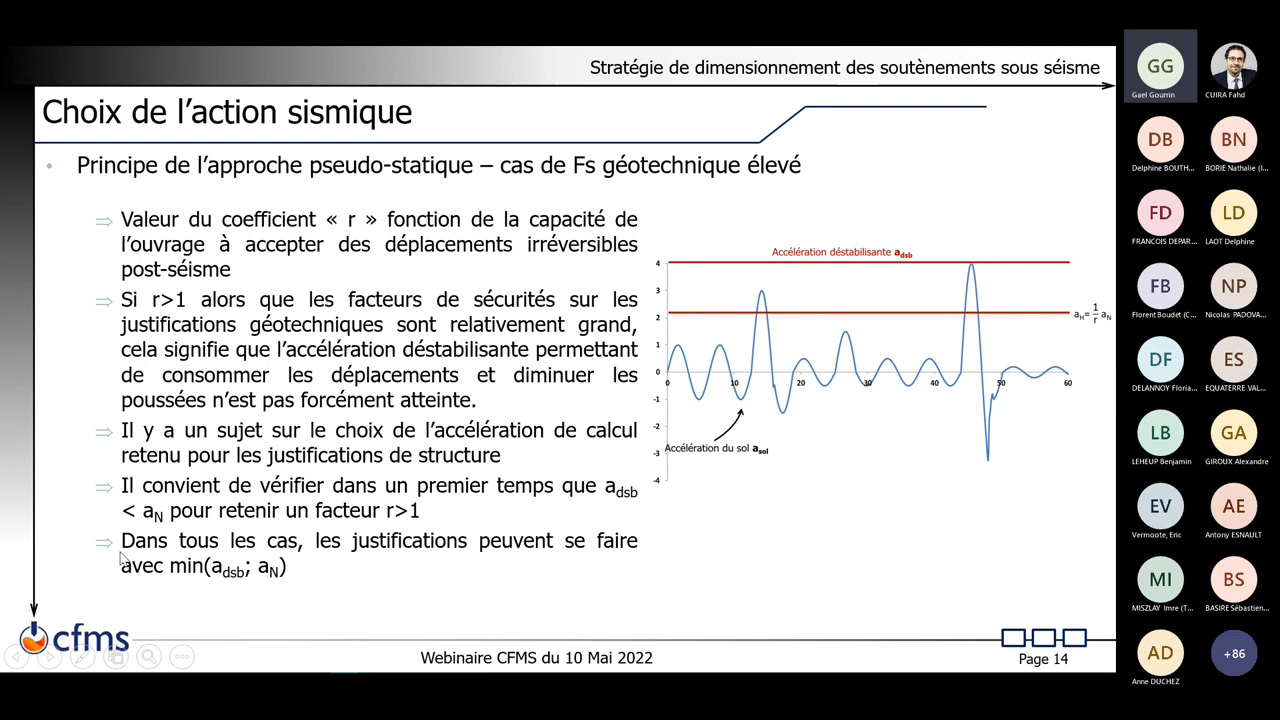 Stratégie de dimensionnement des soutènements sous séisme
Choix de l'action sismique
• Principe de l'approche pseudo-statique – cas de Fs géotechnique élevé
⇒ Valeur du coefficient « r » fonction de la capacité de
l'ouvrage à accepter des déplacements irréversibles
post-séisme
⇒ Si r>1 alors que les facteurs de sécurités sur les
justifications géotechniques sont relativement grand,
cela signifie que l'accélération déstabilisante permettant
de consommer les déplacements et diminuer les
poussées n'est pas forcément atteinte.
⇒ Il y a un sujet sur le choix de l'accélération de calcul
retenu pour les justifications de structure
⇒ Il convient de vérifier dans un premier temps que adsb
< aN pour retenir un facteur r>1
⇒ Dans tous les cas, les justifications peuvent se faire
avec min(adsb; aN)
Accélération déstabilisante adsb
4
3
2
1
0
-1
-2
-3
-4
10
20
30
40
50
60
aH= 1/r aN
Accélération du sol asol
cfms
Webinaire CFMS du 10 Mai 2022
Page 14
GG
Gael Gourrin
CUIRA Fahd
DB
Delphine BOUTH...
BN
BORIE Nathalie (I...
FD
FRANCOIS DEPAR...
LD
LAOT Delphine
FB
Florent Boudet (C...
NP
Nicolas PADOVA...
DF
DELANNOY Floria...
ES
EQUATERRE VAL...
LB
LEHEUP Benjamin
GA
GIROUX Alexandre
EV
Vermoote, Eric
AE
Antony ESNAULT
MI
MISZLAY Imre (T...
BS
BASIRE Sébastien...
AD
Anne DUCHEZ
+86